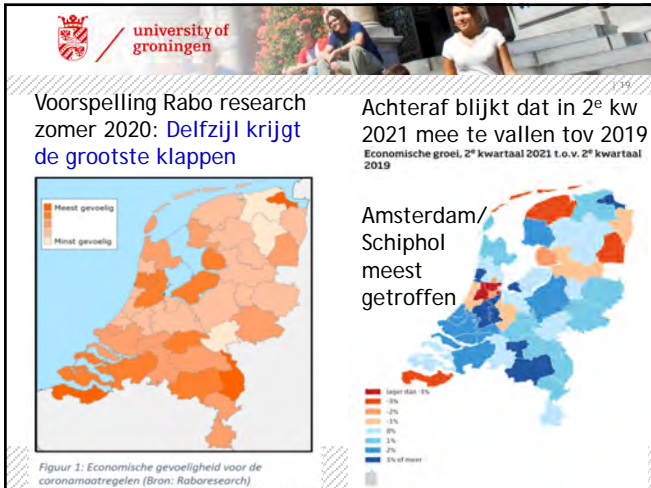 university of
groningen
| 19
Voorspelling Rabo research
zomer 2020: Delfzijl krijgt
de grootste klappen
Meest gevoelig
Minst gevoelig
Figuur 1: Economische gevoeligheid voor de
coronamaatregelen (Bron: Raboresearch)
Achteraf blijkt dat in 2e kw
2021 mee te vallen tov 2019
Economische groei, 2e kwartaal 2021 t.o.v. 2e kwartaal
2019
Amsterdam/
Schiphol
meest
getroffen
lager dan -3%
-3%
-2%
-1%
0%
1%
2%
3% of meer